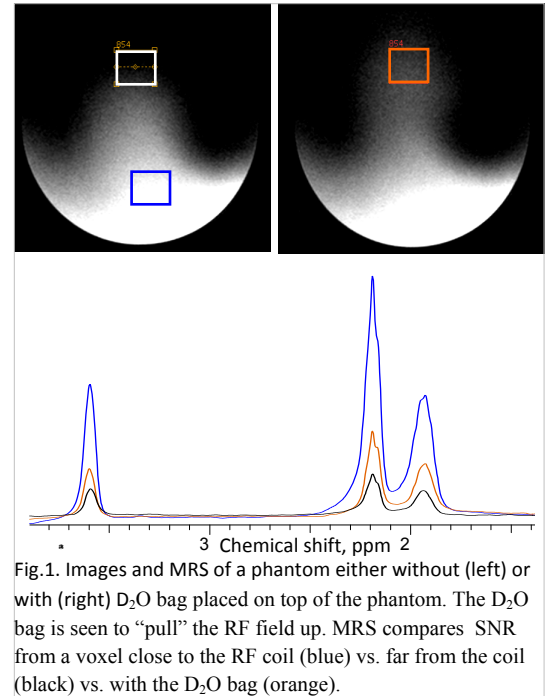 854
854
3 Chemical shift, ppm 2
Fig.1. Images and MRS of a phantom either without (left) or
with (right) D₂O bag placed on top of the phantom. The D₂O
bag is seen to “pull” the RF field up. MRS compares SNR
from a voxel close to the RF coil (blue) vs. far from the coil
(black) vs. with the D₂O bag (orange).